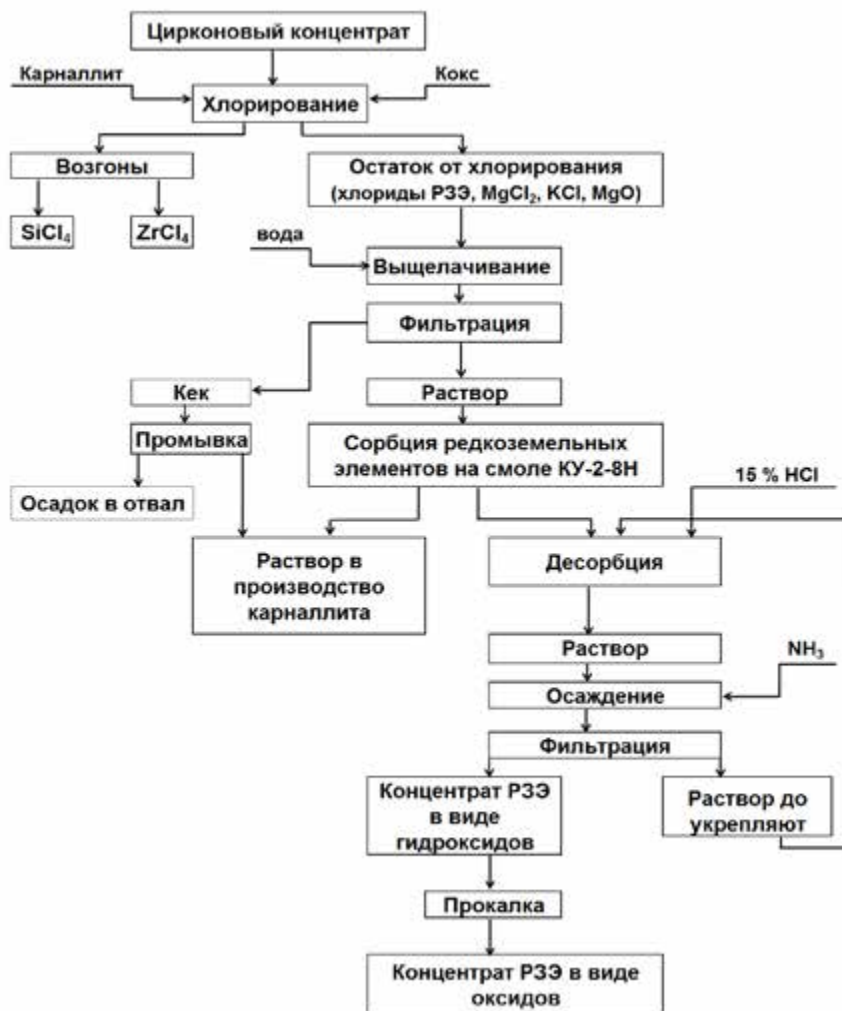 Цирконовый концентрат
Карналлит
Кокс
Хлорирование
Возгоны
Остаток от хлорирования
(хлориды РЗЭ, MgCl₂, KCl, MgO)
SiCl₄
ZrCl₄
вода
Выщелачивание
Фильтрация
Кек
Раствор
Промывка
Сорбция редкоземельных
элементов на смоле КУ-2-8Н
Осадок в отвал
15 % HCl
Раствор в
производство
карналлита
Десорбция
Раствор
NH₃
Осаждение
Фильтрация
Концентрат РЗЭ
в виде
гидроксидов
Раствор до
укрепляют
Прокалка
Концентрат РЗЭ в виде
оксидов